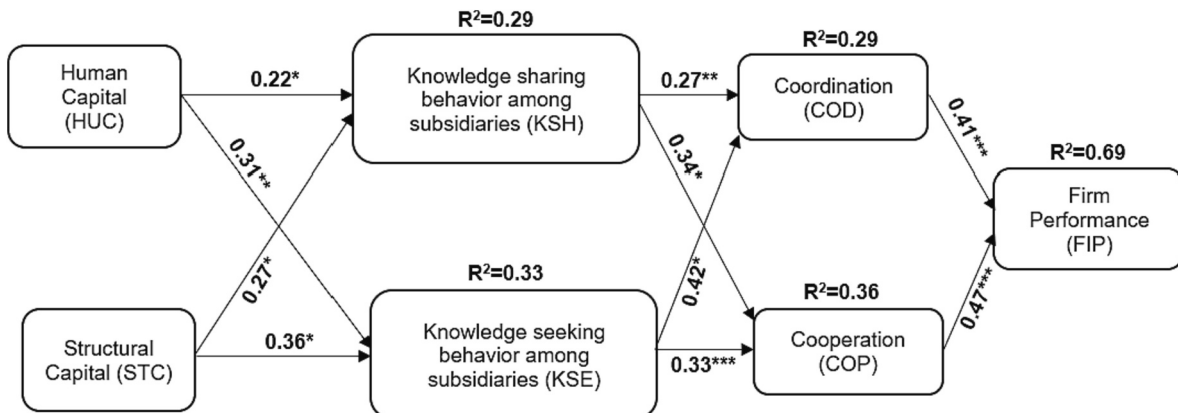 Human
Capital
(HUC)
0.22*
0.31**
R²=0.29
Knowledge sharing
behavior among
subsidiaries (KSH)
0.27**
0.34*
R²=0.29
Coordination
(COD)
0.41***
R²=0.69
Firm
Performance
(FIP)
Structural
Capital (STC)
0.27*
0.36*
R²=0.33
Knowledge seeking
behavior among
subsidiaries (KSE)
0.42*
0.33***
R²=0.36
Cooperation
(COP)
0.47***